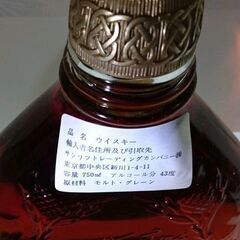 品 名 ウイスキー
輸入者名住所及び引取先
サントリフトレーディングカンパニー㈱
東京都中央区新川1-4-11
容量 750㎖ アルコール分 43度
原材料 モルト・グレーン